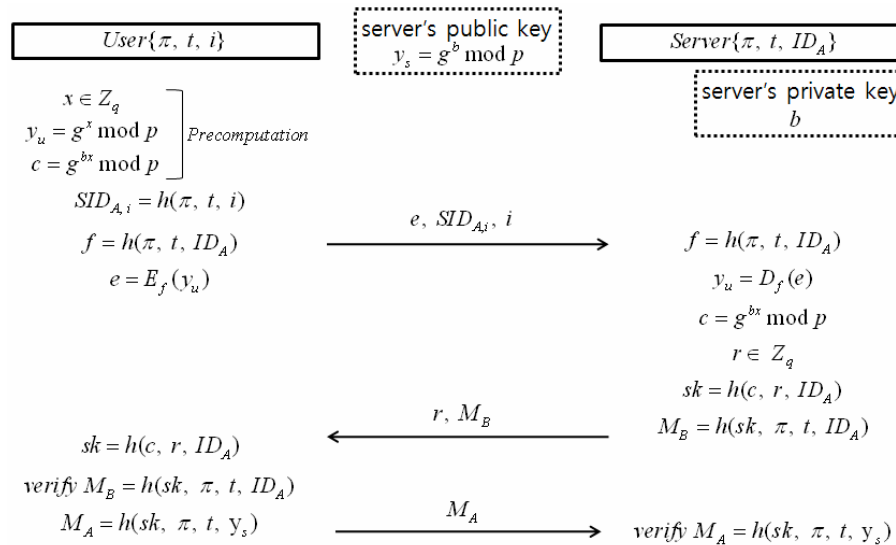 User{π, t, i}
server's public key
y_s = g^b mod p
Server{π, t, ID_A}
server's private key
b
x ∈ Z_q
y_u = g^x mod p
c = g^{bx} mod p
Precomputation
SID_{A,i} = h(π, t, i)
f = h(π, t, ID_A)
e = E_f(y_u)
e, SID_{A,i}, i
f = h(π, t, ID_A)
y_u = D_f(e)
c = g^{bx} mod p
r ∈ Z_q
sk = h(c, r, ID_A)
M_B = h(sk, π, t, ID_A)
r, M_B
sk = h(c, r, ID_A)
verify M_B = h(sk, π, t, ID_A)
M_A = h(sk, π, t, y_s)
M_A
verify M_A = h(sk, π, t, y_s)